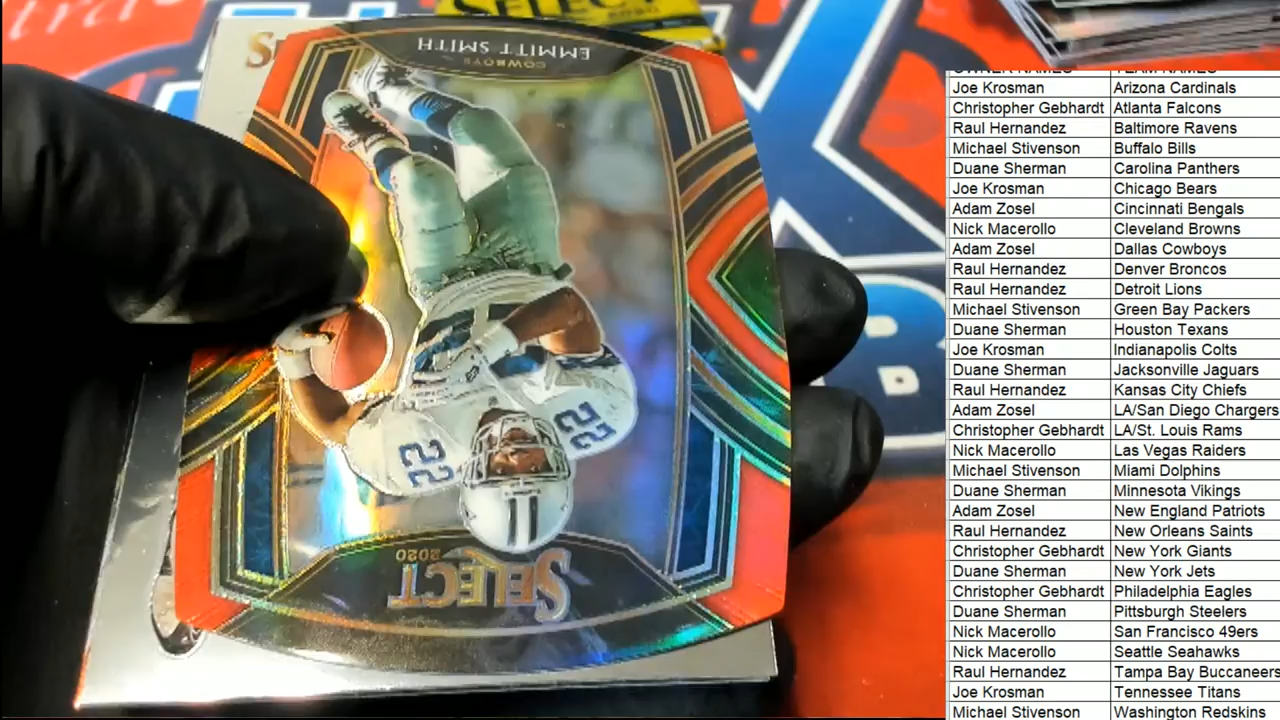 SELECT
EMMITT SMITH
COWBOYS
22
22
SELECT
2020
OWNER NAMES TEAM NAMES
Joe Krosman Arizona Cardinals
Christopher Gebhardt Atlanta Falcons
Raul Hernandez Baltimore Ravens
Michael Stivenson Buffalo Bills
Duane Sherman Carolina Panthers
Joe Krosman Chicago Bears
Adam Zosel Cincinnati Bengals
Nick Macerollo Cleveland Browns
Adam Zosel Dallas Cowboys
Raul Hernandez Denver Broncos
Raul Hernandez Detroit Lions
Michael Stivenson Green Bay Packers
Duane Sherman Houston Texans
Joe Krosman Indianapolis Colts
Duane Sherman Jacksonville Jaguars
Raul Hernandez Kansas City Chiefs
Adam Zosel LA/San Diego Chargers
Christopher Gebhardt LA/St. Louis Rams
Nick Macerollo Las Vegas Raiders
Michael Stivenson Miami Dolphins
Duane Sherman Minnesota Vikings
Adam Zosel New England Patriots
Raul Hernandez New Orleans Saints
Christopher Gebhardt New York Giants
Duane Sherman New York Jets
Christopher Gebhardt Philadelphia Eagles
Duane Sherman Pittsburgh Steelers
Nick Macerollo San Francisco 49ers
Nick Macerollo Seattle Seahawks
Raul Hernandez Tampa Bay Buccaneers
Joe Krosman Tennessee Titans
Michael Stivenson Washington Redskins